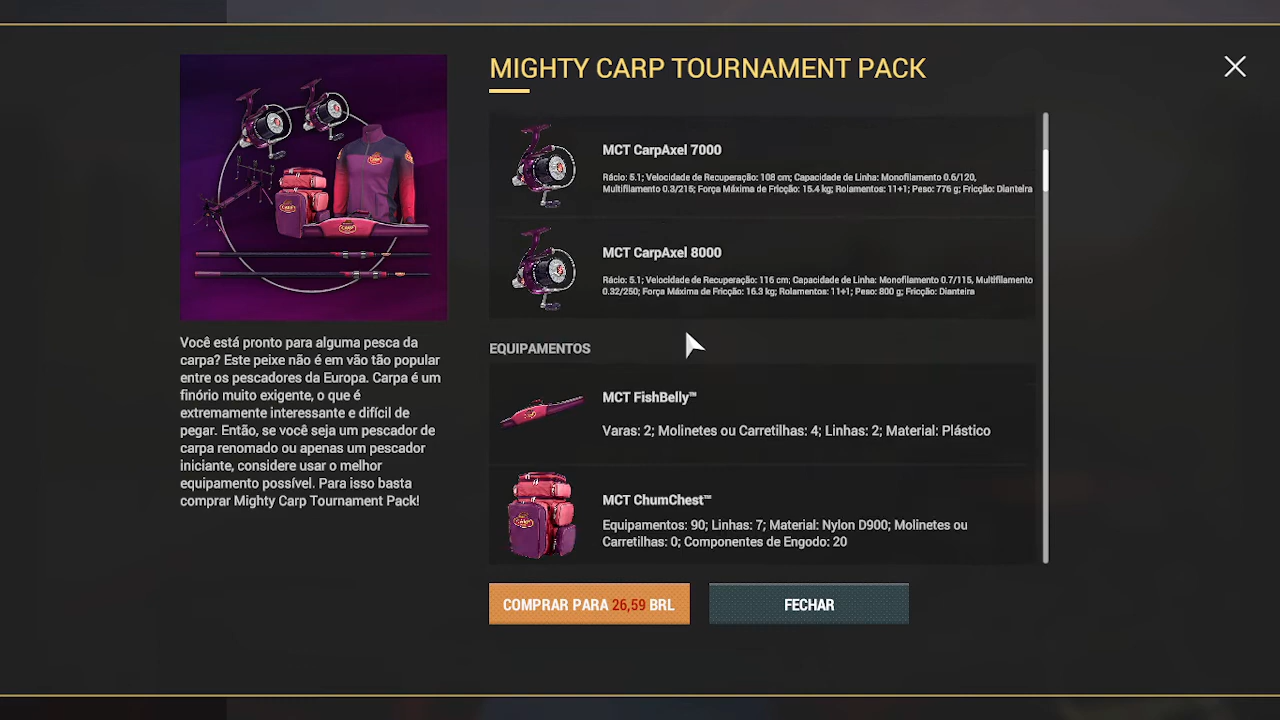 MIGHTY CARP TOURNAMENT PACK
MCT CarpAxel 7000
Rácio: 5.1; Velocidade de Recuperação: 108 cm; Capacidade de Linha: Monofilamento 0.6/120,
Multifilamento 0.3/215; Força Máxima de Fricção: 15.4 kg; Rolamentos: 11+1; Peso: 776 g; Fricção: Dianteira
MCT CarpAxel 8000
Rácio: 5.1; Velocidade de Recuperação: 116 cm; Capacidade de Linha: Monofilamento 0.7/115, Multifilamento
0.32/250; Força Máxima de Fricção: 16.3 kg; Rolamentos: 11+1; Peso: 800 g; Fricção: Dianteira
EQUIPAMENTOS
MCT FishBelly™
Varas: 2; Molinetes ou Carretilhas: 4; Linhas: 2; Material: Plástico
MCT ChumChest™
Equipamentos: 90; Linhas: 7; Material: Nylon D900; Molinetes ou
Carretilhas: 0; Componentes de Engodo: 20
Você está pronto para alguma pesca da
carpa? Este peixe não é em vão tão popular
entre os pescadores da Europa. Carpa é um
finório muito exigente, o que é
extremamente interessante e difícil de
pegar. Então, se você seja um pescador de
carpa renomado ou apenas um pescador
iniciante, considere usar o melhor
equipamento possível. Para isso basta
comprar Mighty Carp Tournament Pack!
COMPRAR PARA 26,59 BRL
FECHAR